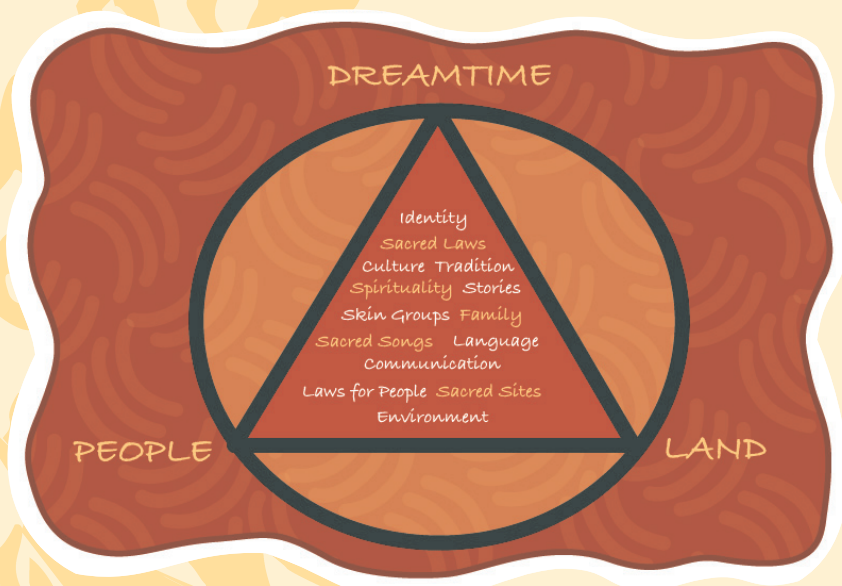 DREAMTIME
Identity
Sacred Laws
Culture Tradition
Spirituality Stories
Skin Groups Family
Sacred Songs Language
Communication
Laws for People Sacred Sites
Environment
PEOPLE
LAND